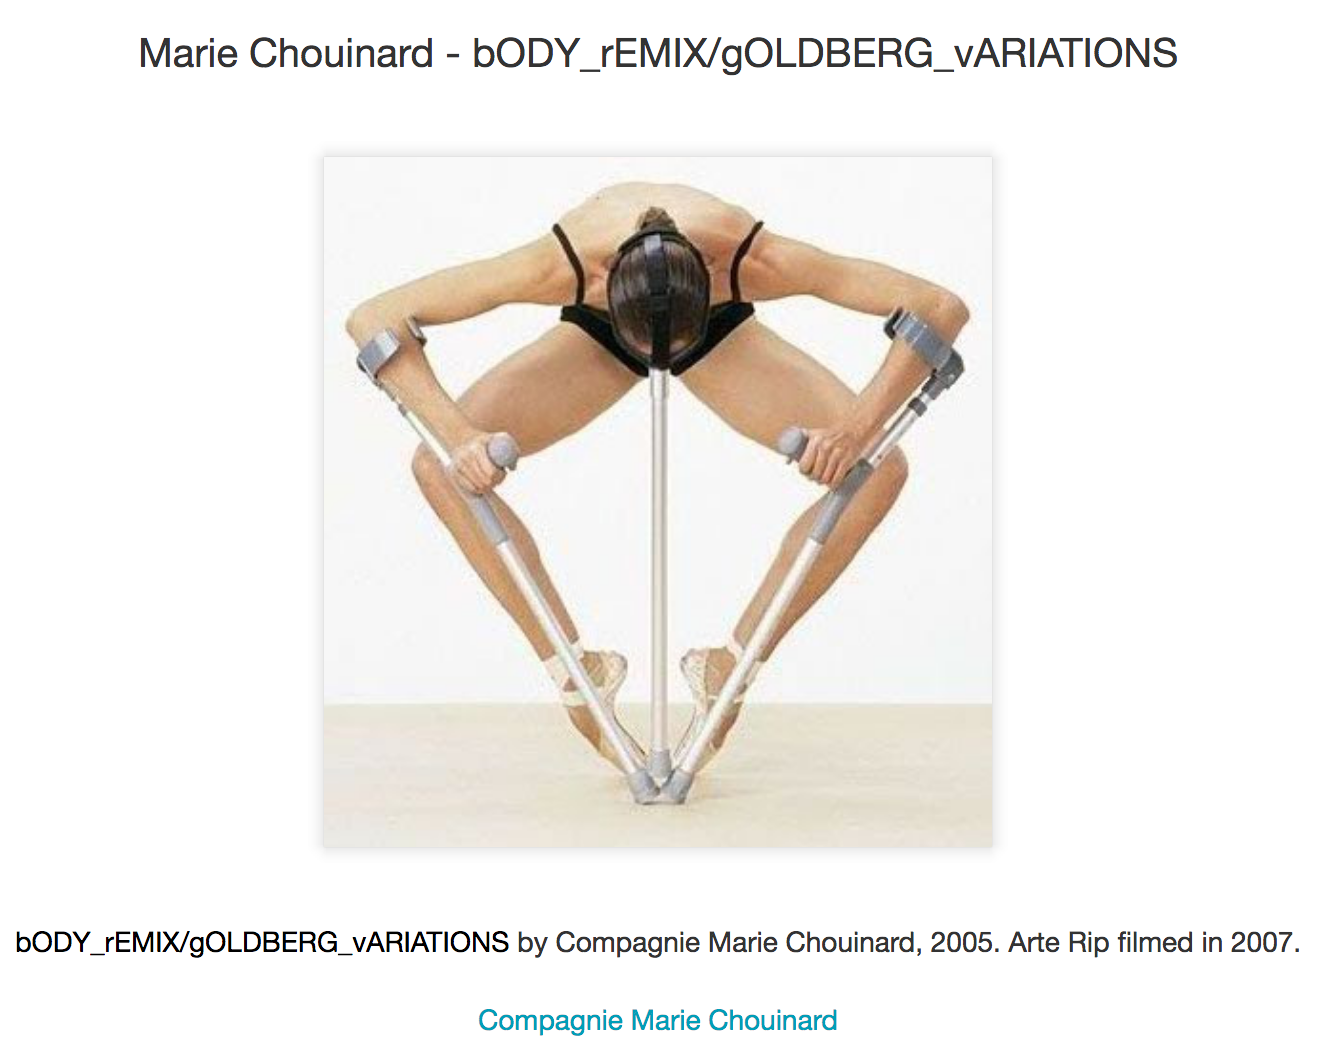 Marie Chouinard - bODY_rEMIX/gOLDBERG_vARIATIONS
bODY_rEMIX/gOLDBERG_vARIATIONS by Compagnie Marie Chouinard, 2005. Arte Rip filmed in 2007.
Compagnie Marie Chouinard